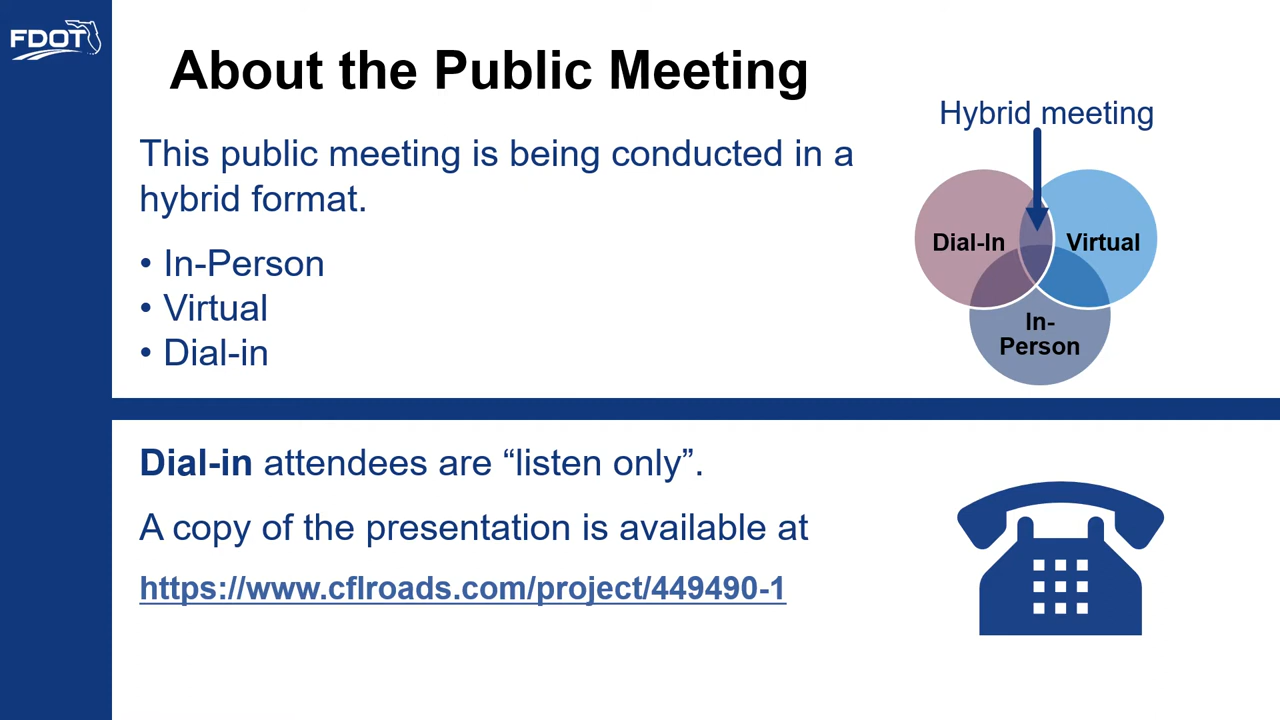 FDOT
About the Public Meeting
This public meeting is being conducted in a
hybrid format.
• In-Person
• Virtual
• Dial-in
Hybrid meeting
Dial-In
Virtual
In-
Person
Dial-in attendees are “listen only”.
A copy of the presentation is available at
https://www.cflroads.com/project/449490-1